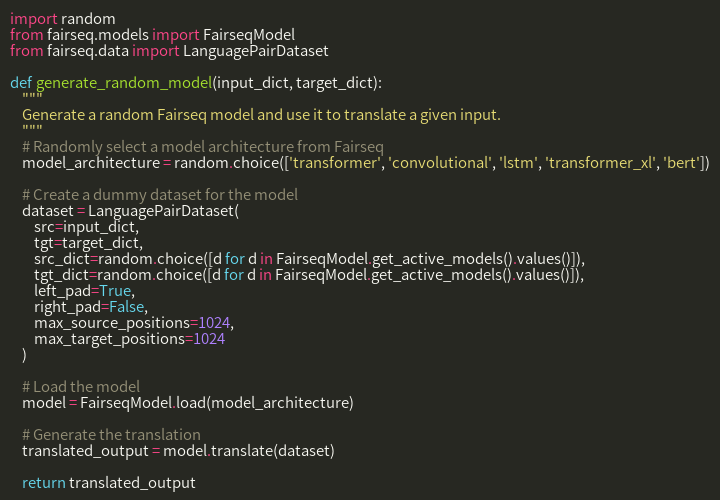 import random
from fairseq.models import FairseqModel
from fairseq.data import LanguagePairDataset

def generate_random_model(input_dict, target_dict):
    """
    Generate a random Fairseq model and use it to translate a given input.
    """
    # Randomly select a model architecture from Fairseq
    model_architecture = random.choice(['transformer', 'convolutional', 'lstm', 'transformer_xl', 'bert'])

    # Create a dummy dataset for the model
    dataset = LanguagePairDataset(
        src=input_dict,
        tgt=target_dict,
        src_dict=random.choice([d for d in FairseqModel.get_active_models().values()]),
        tgt_dict=random.choice([d for d in FairseqModel.get_active_models().values()]),
        left_pad=True,
        right_pad=False,
        max_source_positions=1024,
        max_target_positions=1024
    )

    # Load the model
    model = FairseqModel.load(model_architecture)

    # Generate the translation
    translated_output = model.translate(dataset)

    return translated_output